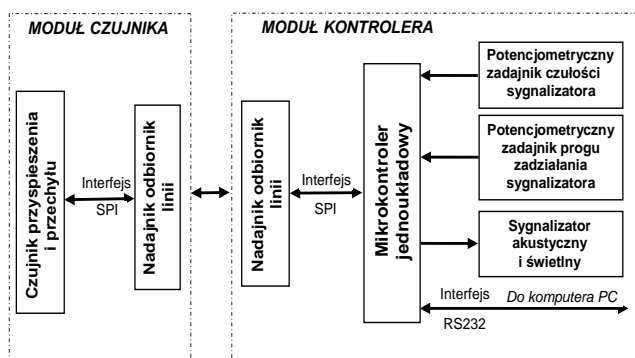 MODUŁ CZUJNIKA
Czujnik przyspieszenia
i przechyłu
Interfejs
SPI
Nadajnik odbiornik
linii
MODUŁ KONTROLERA
Nadajnik odbiornik
linii
Interfejs
SPI
Mikrokontroler
jednoukładowy
Potencjometryczny
zadajnik czułości
sygnalizatora
Potencjometryczny
zadajnik progu
zadziałania
sygnalizatora
Sygnalizator
akustyczny
i świetlny
Interfejs
RS232
Do komputera PC